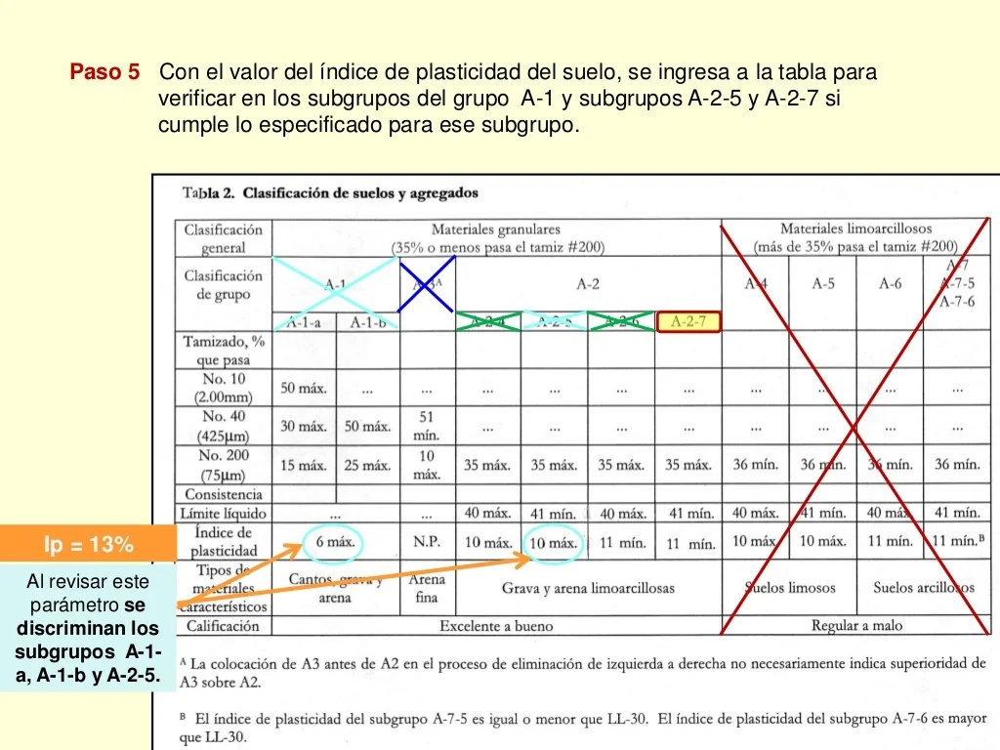 Paso 5 Con el valor del índice de plasticidad del suelo, se ingresa a la tabla para
verificar en los subgrupos del grupo A-1 y subgrupos A-2-5 y A-2-7 si
cumple lo especificado para ese subgrupo.
Tabla 2. Clasificación de suelos y agregados
Clasificación general Materiales granulares (35% o menos pasa el tamiz #200) Materiales limoarcillosos (más de 35% pasa el tamiz #200)
Clasificación de grupo A-1 A-3ᴬ A-2 A-4 A-5 A-6 A-7 A-7-5 A-7-6
A-1-a A-1-b A-2-4 A-2-5 A-2-6 A-2-7
Tamizado, % que pasa
No. 10 (2.00mm) 50 máx. ... ... ... ... ... ... ... ... ... ...
No. 40 (425µm) 30 máx. 50 máx. 51 mín. ... ... ... ... ... ... ... ...
No. 200 (75µm) 15 máx. 25 máx. 10 máx. 35 máx. 35 máx. 35 máx. 35 máx. 36 mín. 36 mín. 36 mín. 36 mín.
Consistencia
Límite líquido ... ... 40 máx. 41 mín. 40 máx. 41 mín. 40 máx. 41 mín. 40 máx. 41 mín.
Índice de plasticidad 6 máx. N.P. 10 máx. 10 máx. 11 mín. 11 mín. 10 máx. 10 máx. 11 mín. 11 mín.ᴮ
Tipos de materiales característicos Cantos, grava y arena Arena fina Grava y arena limoarcillosas Suelos limosos Suelos arcillosos
Calificación Excelente a bueno Regular a malo
Ip = 13%
Al revisar este
parámetro se
discriminan los
subgrupos A-1-
a, A-1-b y A-2-5.
ᴬ La colocación de A3 antes de A2 en el proceso de eliminación de izquierda a derecha no necesariamente indica superioridad de
A3 sobre A2.
ᴮ El índice de plasticidad del subgrupo A-7-5 es igual o menor que LL-30. El índice de plasticidad del subgrupo A-7-6 es mayor
que LL-30.